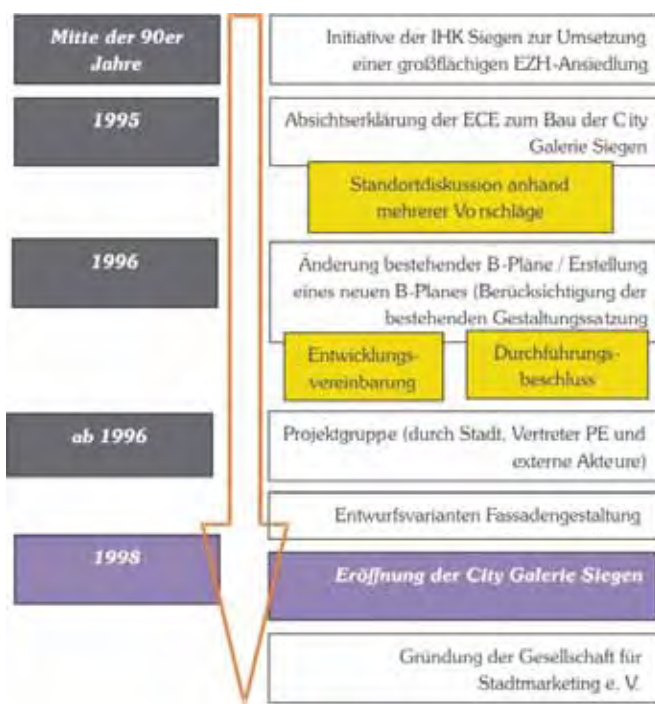 Mitte der 90er
Jahre
Initiative der IHK Siegen zur Umsetzung
einer großflächigen EZH-Ansiedlung
1995
Absichtserklärung der ECE zum Bau der City
Galerie Siegen
Standortdiskussion anhand
mehrerer Vorschläge
1996
Änderung bestehender B-Pläne / Erstellung
eines neuen B-Planes (Berücksichtigung der
bestehenden Gestaltungssatzung
Entwicklungs-
vereinbarung
Durchführungs-
beschluss
ab 1996
Projektgruppe (durch Stadt, Vertreter PE und
externe Akteure)
Entwurfsvarianten Fassadengestaltung
1998
Eröffnung der City Galerie Siegen
Gründung der Gesellschaft für
Stadtmarketing e. V.